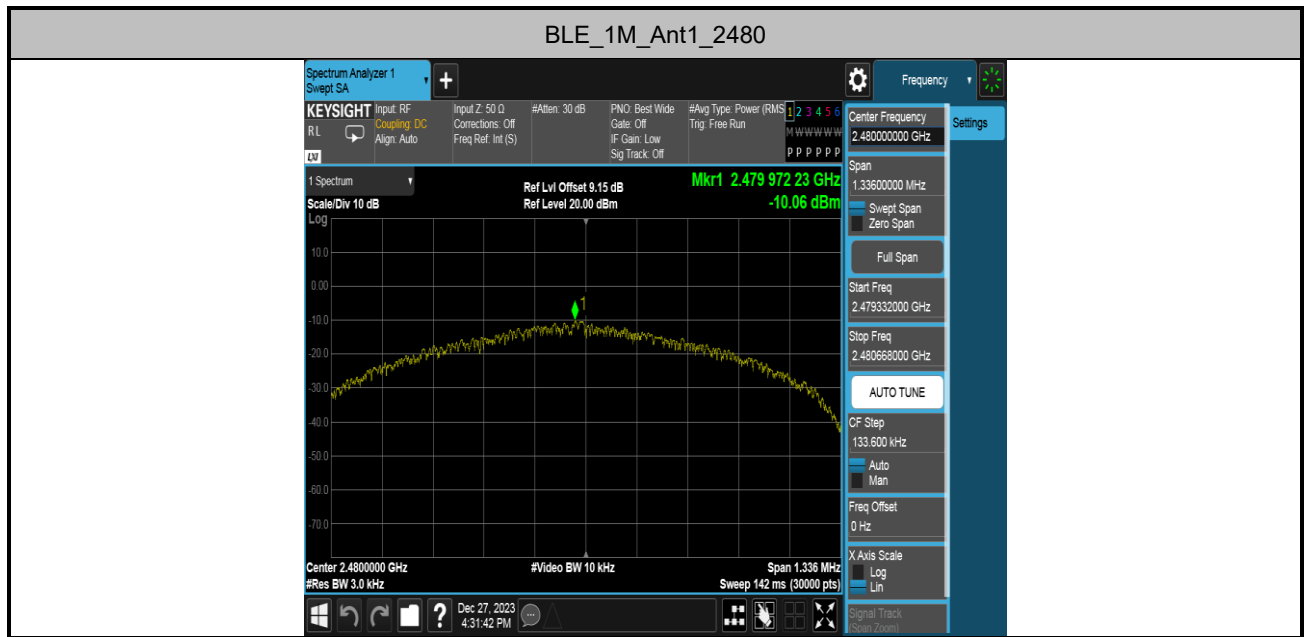 BLE_1M_Ant1_2480
Spectrum Analyzer 1
Swept SA
+
Frequency
KEYSIGHT
RL
LXI
Input: RF
Coupling: DC
Align: Auto
Input Z: 50 Ω
Corrections: Off
Freq Ref: Int (S)
#Atten: 30 dB
PNO: Best Wide
Gate: Off
IF Gain: Low
Sig Track: Off
#Avg Type: Power (RMS
Trig: Free Run
1 2 3 4 5 6
M W W W W W
P P P P P P
Settings
Center Frequency
2.480000000 GHz
Span
1.33600000 MHz
Swept Span
Zero Span
Full Span
Start Freq
2.479332000 GHz
Stop Freq
2.480668000 GHz
AUTO TUNE
CF Step
133.600 kHz
Auto
Man
Freq Offset
0 Hz
X Axis Scale
Log
Lin
Signal Track
(Span Zoom)
1 Spectrum
Scale/Div 10 dB
Ref Lvl Offset 9.15 dB
Ref Level 20.00 dBm
Mkr1 2.479 972 23 GHz
-10.06 dBm
Log
10.0
0.00
-10.0
-20.0
-30.0
-40.0
-50.0
-60.0
-70.0
1
Center 2.4800000 GHz
#Video BW 10 kHz
Span 1.336 MHz
#Res BW 3.0 kHz
Sweep 142 ms (30000 pts)
?
Dec 27, 2023
4:31:42 PM